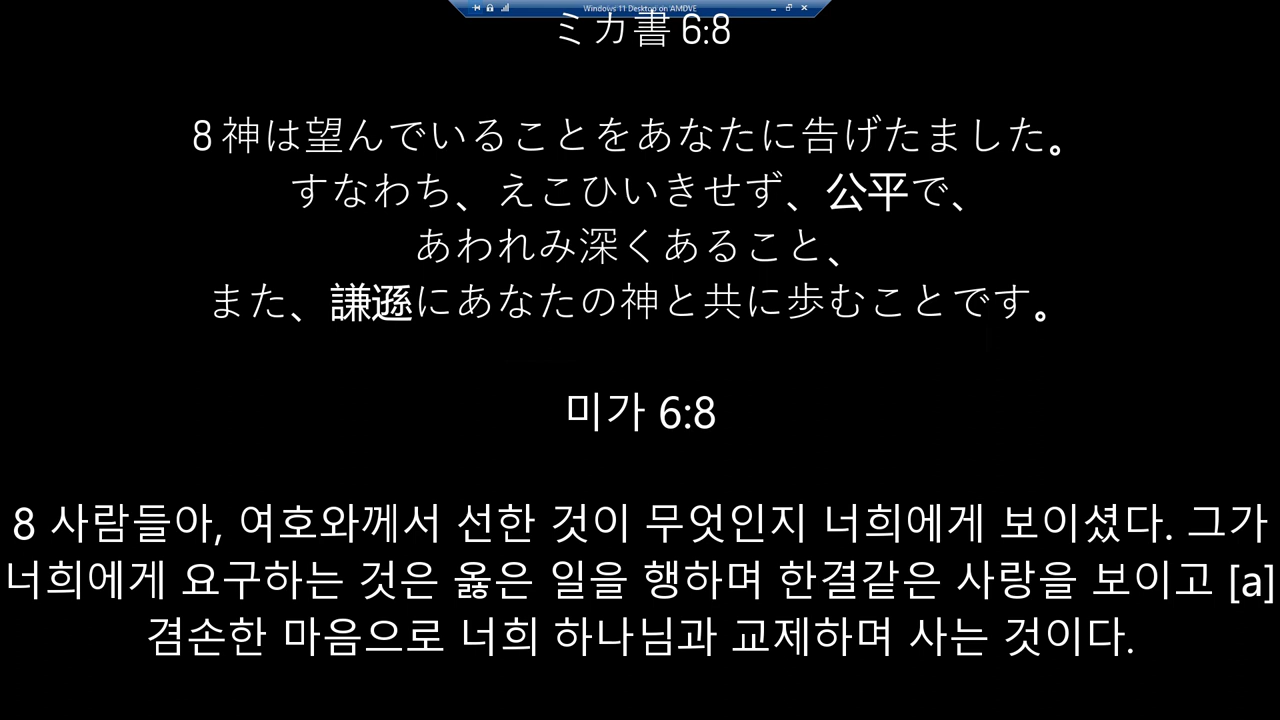 Windows 11 Desktop on AMDVE
ミカ書 6:8
8 神は望んでいることをあなたに告げたました。
すなわち、えこひいきせず、公平で、
あわれみ深くあること、
また、謙遜にあなたの神と共に歩むことです。
미가 6:8
8 사람들아, 여호와께서 선한 것이 무엇인지 너희에게 보이셨다. 그가
너희에게 요구하는 것은 옳은 일을 행하며 한결같은 사랑을 보이고 [a]
겸손한 마음으로 너희 하나님과 교제하며 사는 것이다.